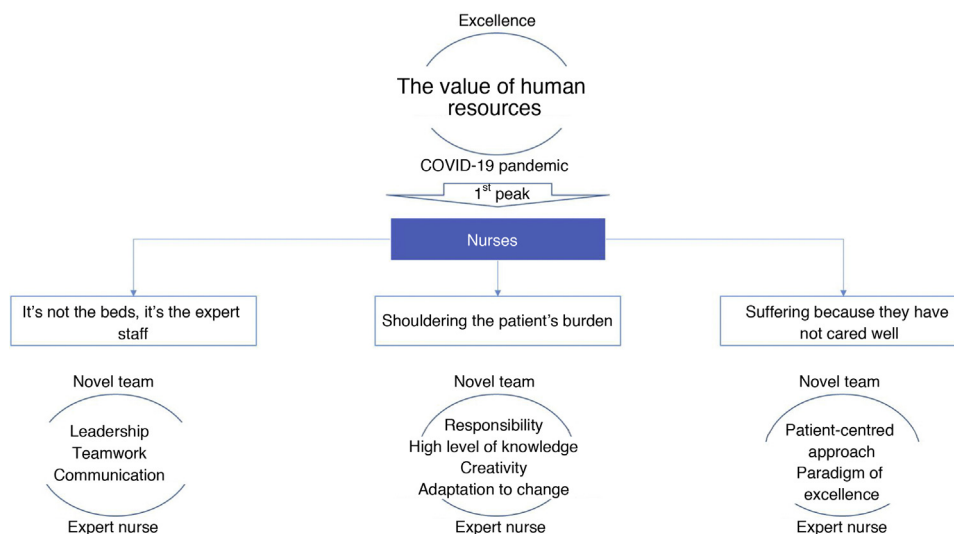 Excellence
The value of human
resources
COVID-19 pandemic
1st peak
Nurses
It's not the beds, it's the expert
staff
Shouldering the patient's burden
Suffering because they have
not cared well
Novel team
Leadership
Teamwork
Communication
Expert nurse
Novel team
Responsibility
High level of knowledge
Creativity
Adaptation to change
Expert nurse
Novel team
Patient-centred
approach
Paradigm of
excellence
Expert nurse